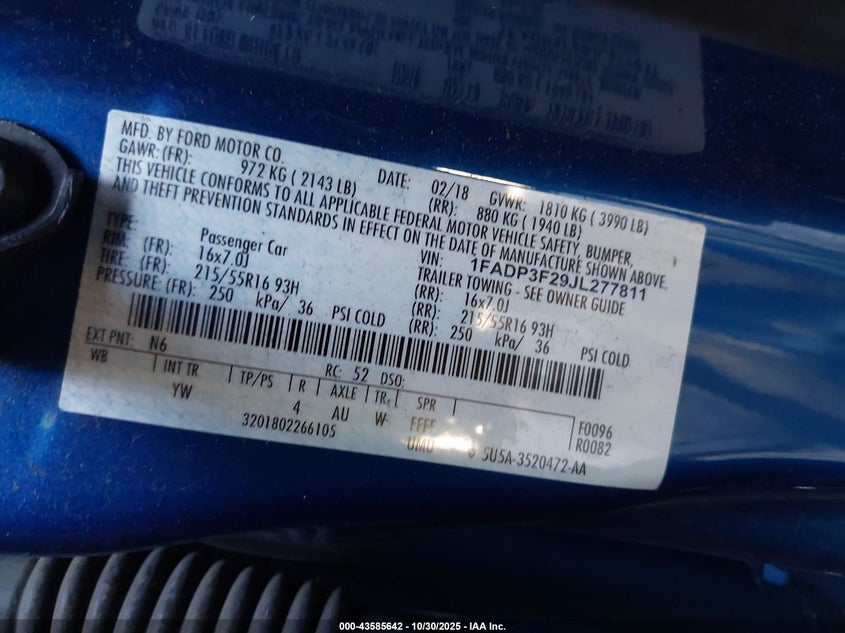 MFD. BY FORD MOTOR CO.
DATE: 02/18 GVWR: 1810 KG ( 3990 LB)
GAWR: (FR): 972 KG ( 2143 LB) (RR): 880 KG ( 1940 LB)
THIS VEHICLE CONFORMS TO ALL APPLICABLE FEDERAL MOTOR VEHICLE SAFETY, BUMPER,
AND THEFT PREVENTION STANDARDS IN EFFECT ON THE DATE OF MANUFACTURE SHOWN ABOVE.
VIN: 1FADP3F29JL277811
TYPE: Passenger Car TRAILER TOWING - SEE OWNER GUIDE
RIM: (FR): 16x7.0J (RR): 16x7.0J
TIRE: (FR): 215/55R16 93H (RR): 215/55R16 93H
PRESSURE: (FR): 250 kPa/ 36 PSI COLD (RR): 250 kPa/ 36 PSI COLD
EXT PNT: N6 RC: 52 DSO:
WB INT TR TP/PS R AXLE TR SPR
YW 4 AU W FFFF F0096
3201802266105 UMU R0082
5U5A-3520472-AA
000-43585642 - 10/30/2025 - IAA Inc.